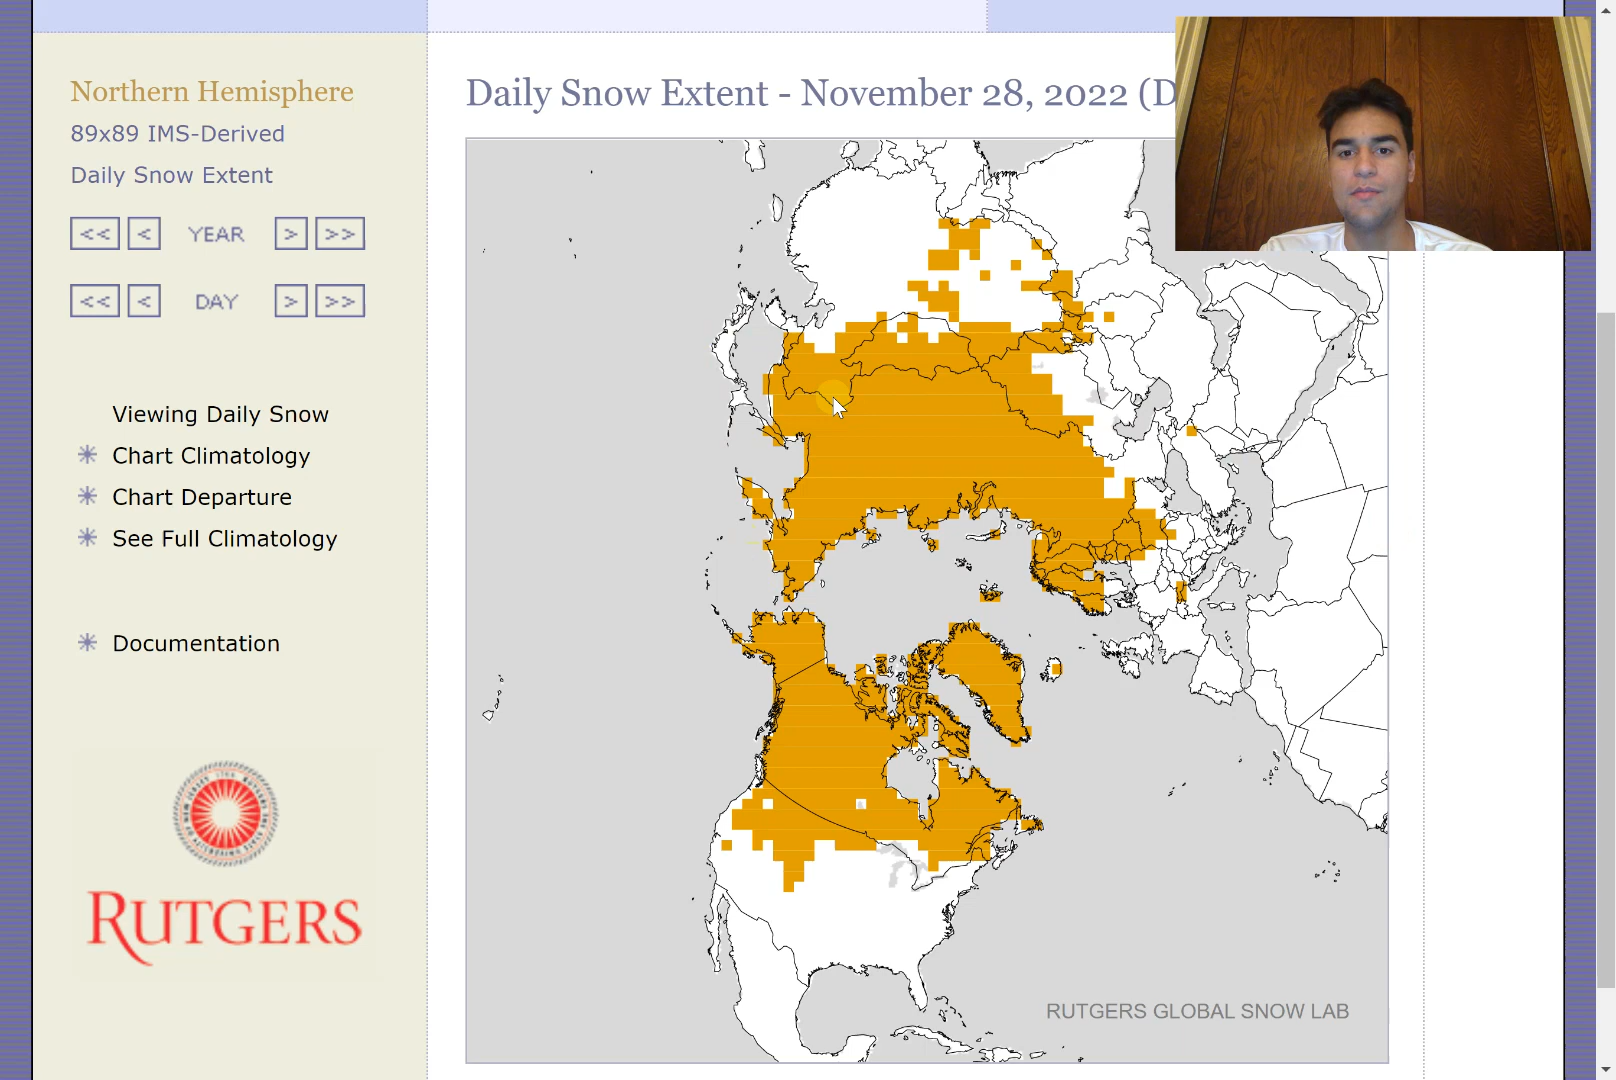 Northern Hemisphere
89x89 IMS-Derived
Daily Snow Extent
<< < YEAR > >>
<< < DAY > >>
Viewing Daily Snow
Chart Climatology
Chart Departure
See Full Climatology
Documentation
RUTGERS
Daily Snow Extent - November 28, 2022 (D
RUTGERS GLOBAL SNOW LAB